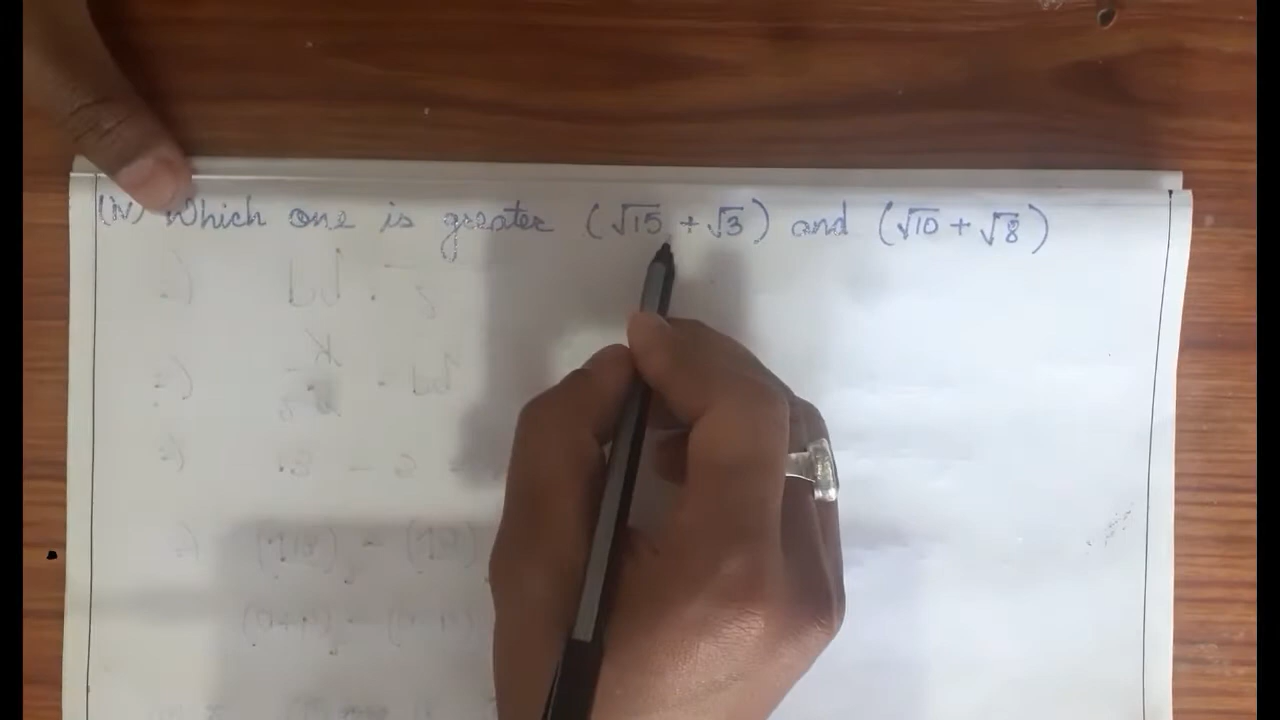 (iv) Which one is greater (√15 + √3) and (√10 + √8)